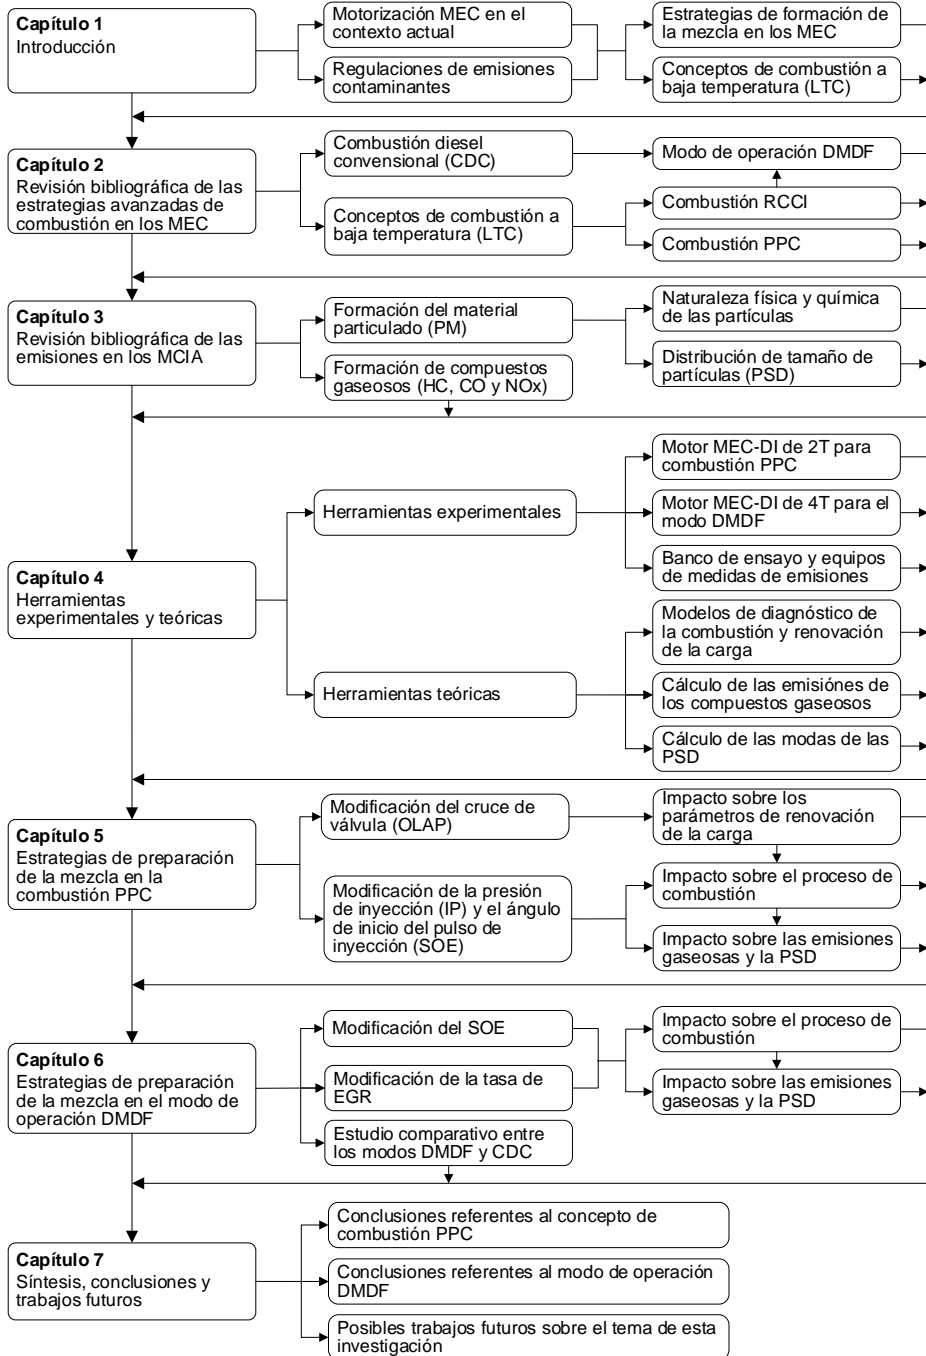 Capítulo 1
Introducción
Motorización MEC en el
contexto actual
Regulaciones de emisiones
contaminantes
Estrategias de formación de
la mezcla en los MEC
Conceptos de combustión a
baja temperatura (LTC)
Capítulo 2
Revisión bibliográfica de las
estrategias avanzadas de
combustión en los MEC
Combustión diesel
convencional (CDC)
Conceptos de combustión a
baja temperatura (LTC)
Modo de operación DMDF
Combustión RCCI
Combustión PPC
Capítulo 3
Revisión bibliográfica de las
emisiones en los MCIA
Formación del material
particulado (PM)
Formación de compuestos
gaseosos (HC, CO y NOx)
Naturaleza física y química
de las partículas
Distribución de tamaño de
partículas (PSD)
Capítulo 4
Herramientas
experimentales y teóricas
Herramientas experimentales
Motor MEC-DI de 2T para
combustión PPC
Motor MEC-DI de 4T para el
modo DMDF
Banco de ensayo y equipos
de medidas de emisiones
Herramientas teóricas
Modelos de diagnóstico de
la combustión y renovación
de la carga
Cálculo de las emisiónes de
los compuestos gaseosos
Cálculo de las modas de las
PSD
Capítulo 5
Estrategias de preparación
de la mezcla en la
combustión PPC
Modificación del cruce de
válvula (OLAP)
Modificación de la presión
de inyección (IP) y el ángulo
de inicio del pulso de
inyección (SOE)
Impacto sobre los
parámetros de renovación
de la carga
Impacto sobre el proceso de
combustión
Impacto sobre las emisiones
gaseosas y la PSD
Capítulo 6
Estrategias de preparación
de la mezcla en el modo de
operación DMDF
Modificación del SOE
Modificación de la tasa de
EGR
Estudio comparativo entre
los modos DMDF y CDC
Impacto sobre el proceso de
combustión
Impacto sobre las emisiones
gaseosas y la PSD
Capítulo 7
Síntesis, conclusiones y
trabajos futuros
Conclusiones referentes al concepto de
combustión PPC
Conclusiones referentes al modo de operación
DMDF
Posibles trabajos futuros sobre el tema de esta
investigación